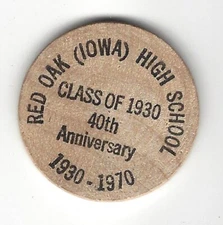 RED OAK (IOWA) HIGH SCHOOL
CLASS OF 1930
40th
Anniversary
1930-1970